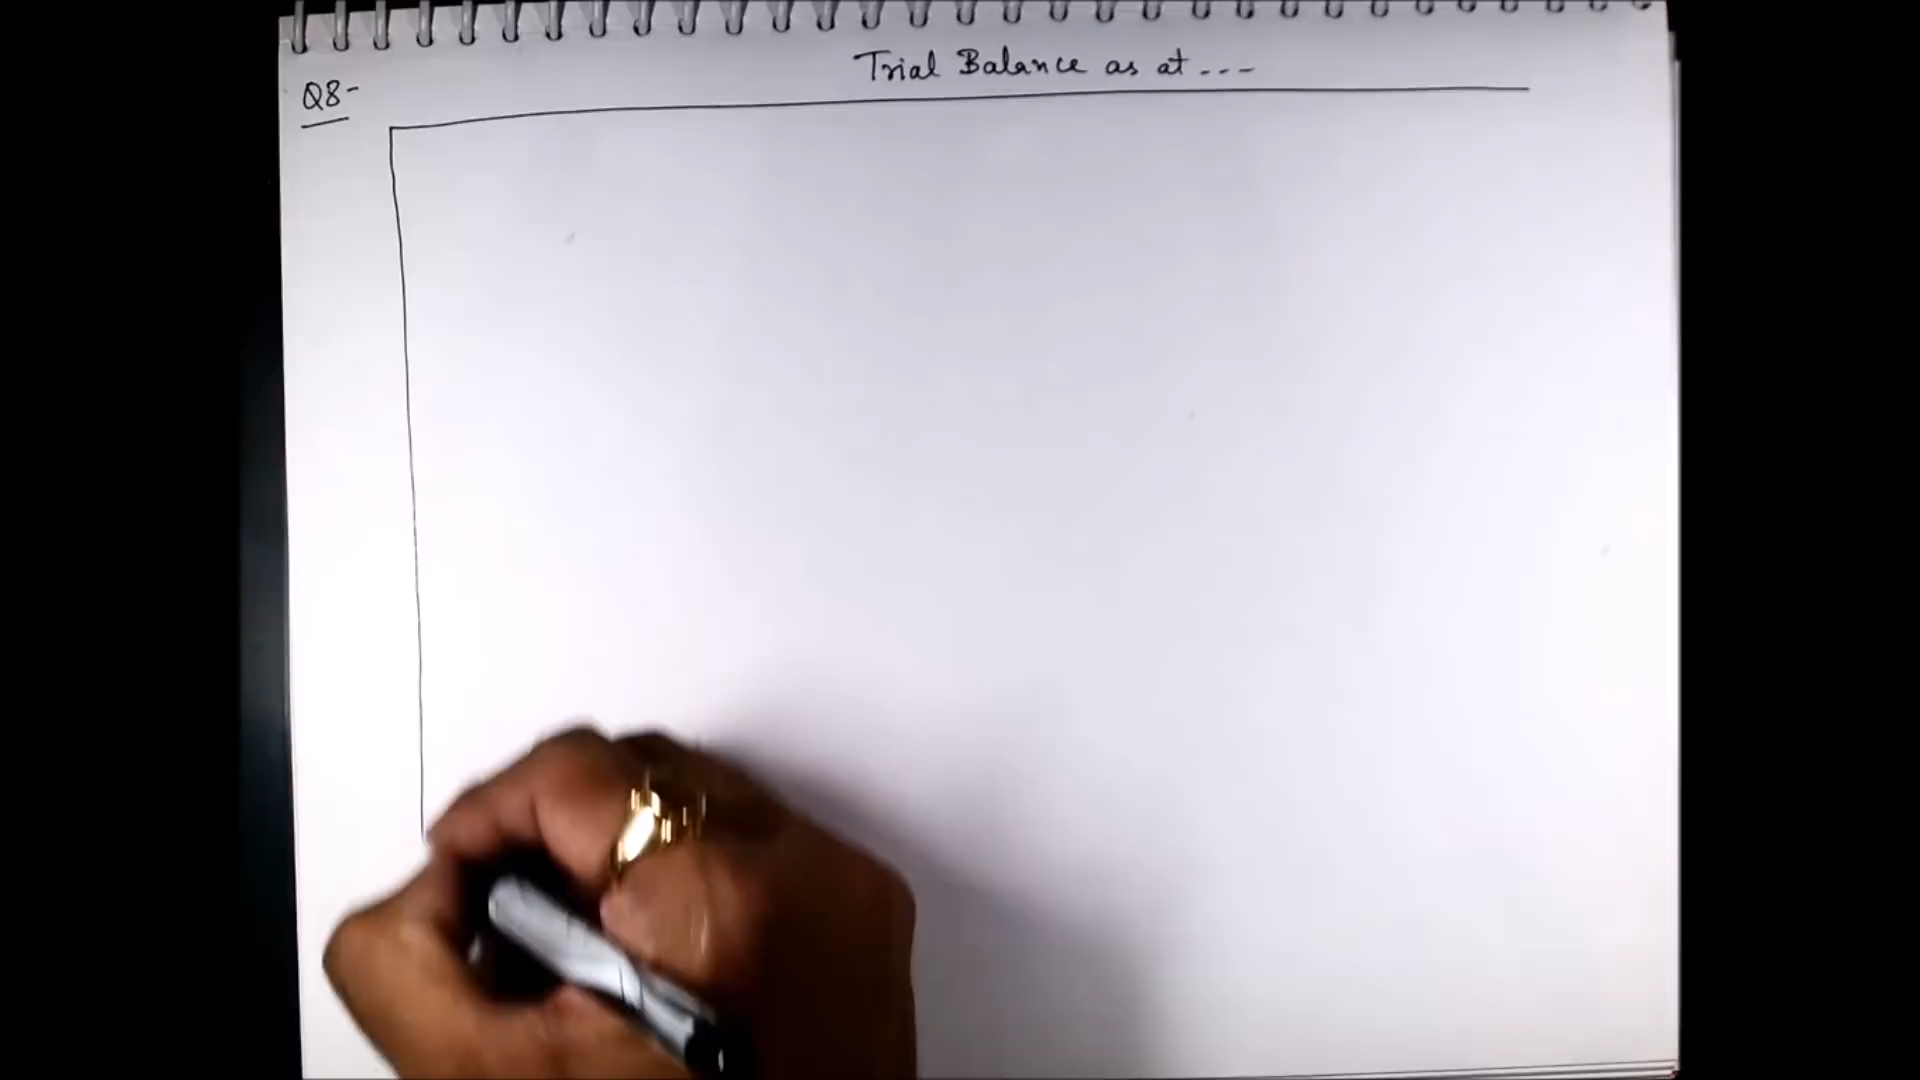 Trial Balance as at ---
Q8-